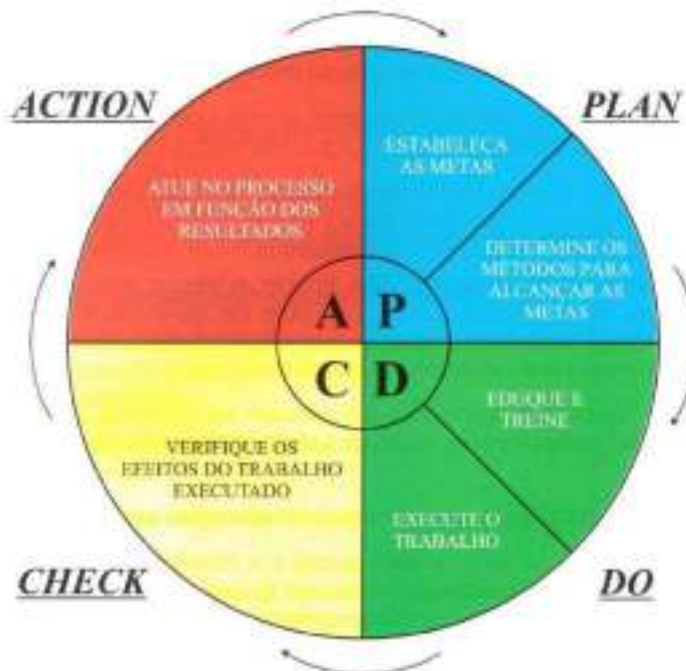 ACTION
PLAN
ESTABELEÇA
AS METAS
ATUE NO PROCESSO
EM FUNÇÃO DOS
RESULTADOS
DETERMINE OS
MÉTODOS PARA
ALCANÇAR AS
METAS
A P
C D
EDUQUE E
TREINE
VERIFIQUE OS
EFEITOS DO TRABALHO
EXECUTADO
EXECUTE O
TRABALHO
CHECK
DO